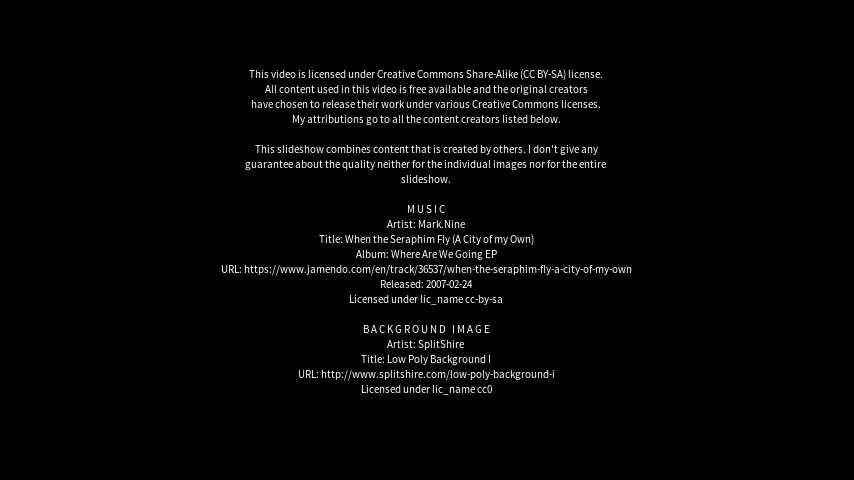 This video is licensed under Creative Commons Share-Alike (CC BY-SA) license.
All content used in this video is free available and the original creators
have chosen to release their work under various Creative Commons licenses.
My attributions go to all the content creators listed below.
This slideshow combines content that is created by others. I don't give any
guarantee about the quality neither for the individual images nor for the entire
slideshow.
MUSIC
Artist: Mark.Nine
Title: When the Seraphim Fly (A City of my Own)
Album: Where Are We Going EP
URL: https://www.jamendo.com/en/track/36537/when-the-seraphim-fly-a-city-of-my-own
Released: 2007-02-24
Licensed under lic_name cc-by-sa
BACKGROUND IMAGE
Artist: SplitShire
Title: Low Poly Background I
URL: http://www.splitshire.com/low-poly-background-i
Licensed under lic_name cc0